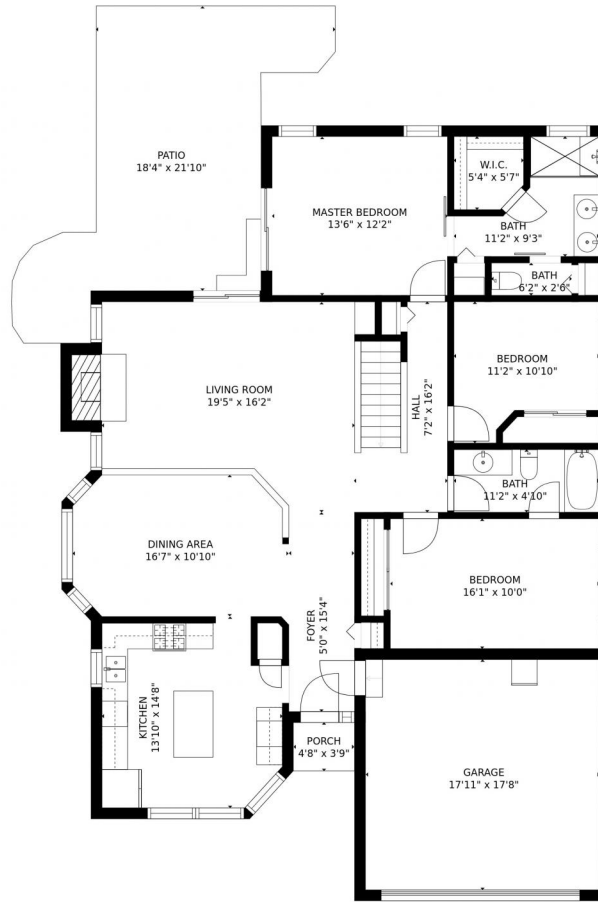 PATIO
18'4" x 21'10"
W.I.C.
5'4" x 5'7"
MASTER BEDROOM
13'6" x 12'2"
BATH
11'2" x 9'3"
BATH
6'2" x 2'6"
BEDROOM
11'2" x 10'10"
LIVING ROOM
19'5" x 16'2"
HALL
7'2" x 16'2"
BATH
11'2" x 4'10"
DINING AREA
16'7" x 10'10"
BEDROOM
16'1" x 10'0"
FOYER
5'0" x 15'4"
KITCHEN
13'10" x 14'8"
PORCH
4'8" x 3'9"
GARAGE
17'11" x 17'8"